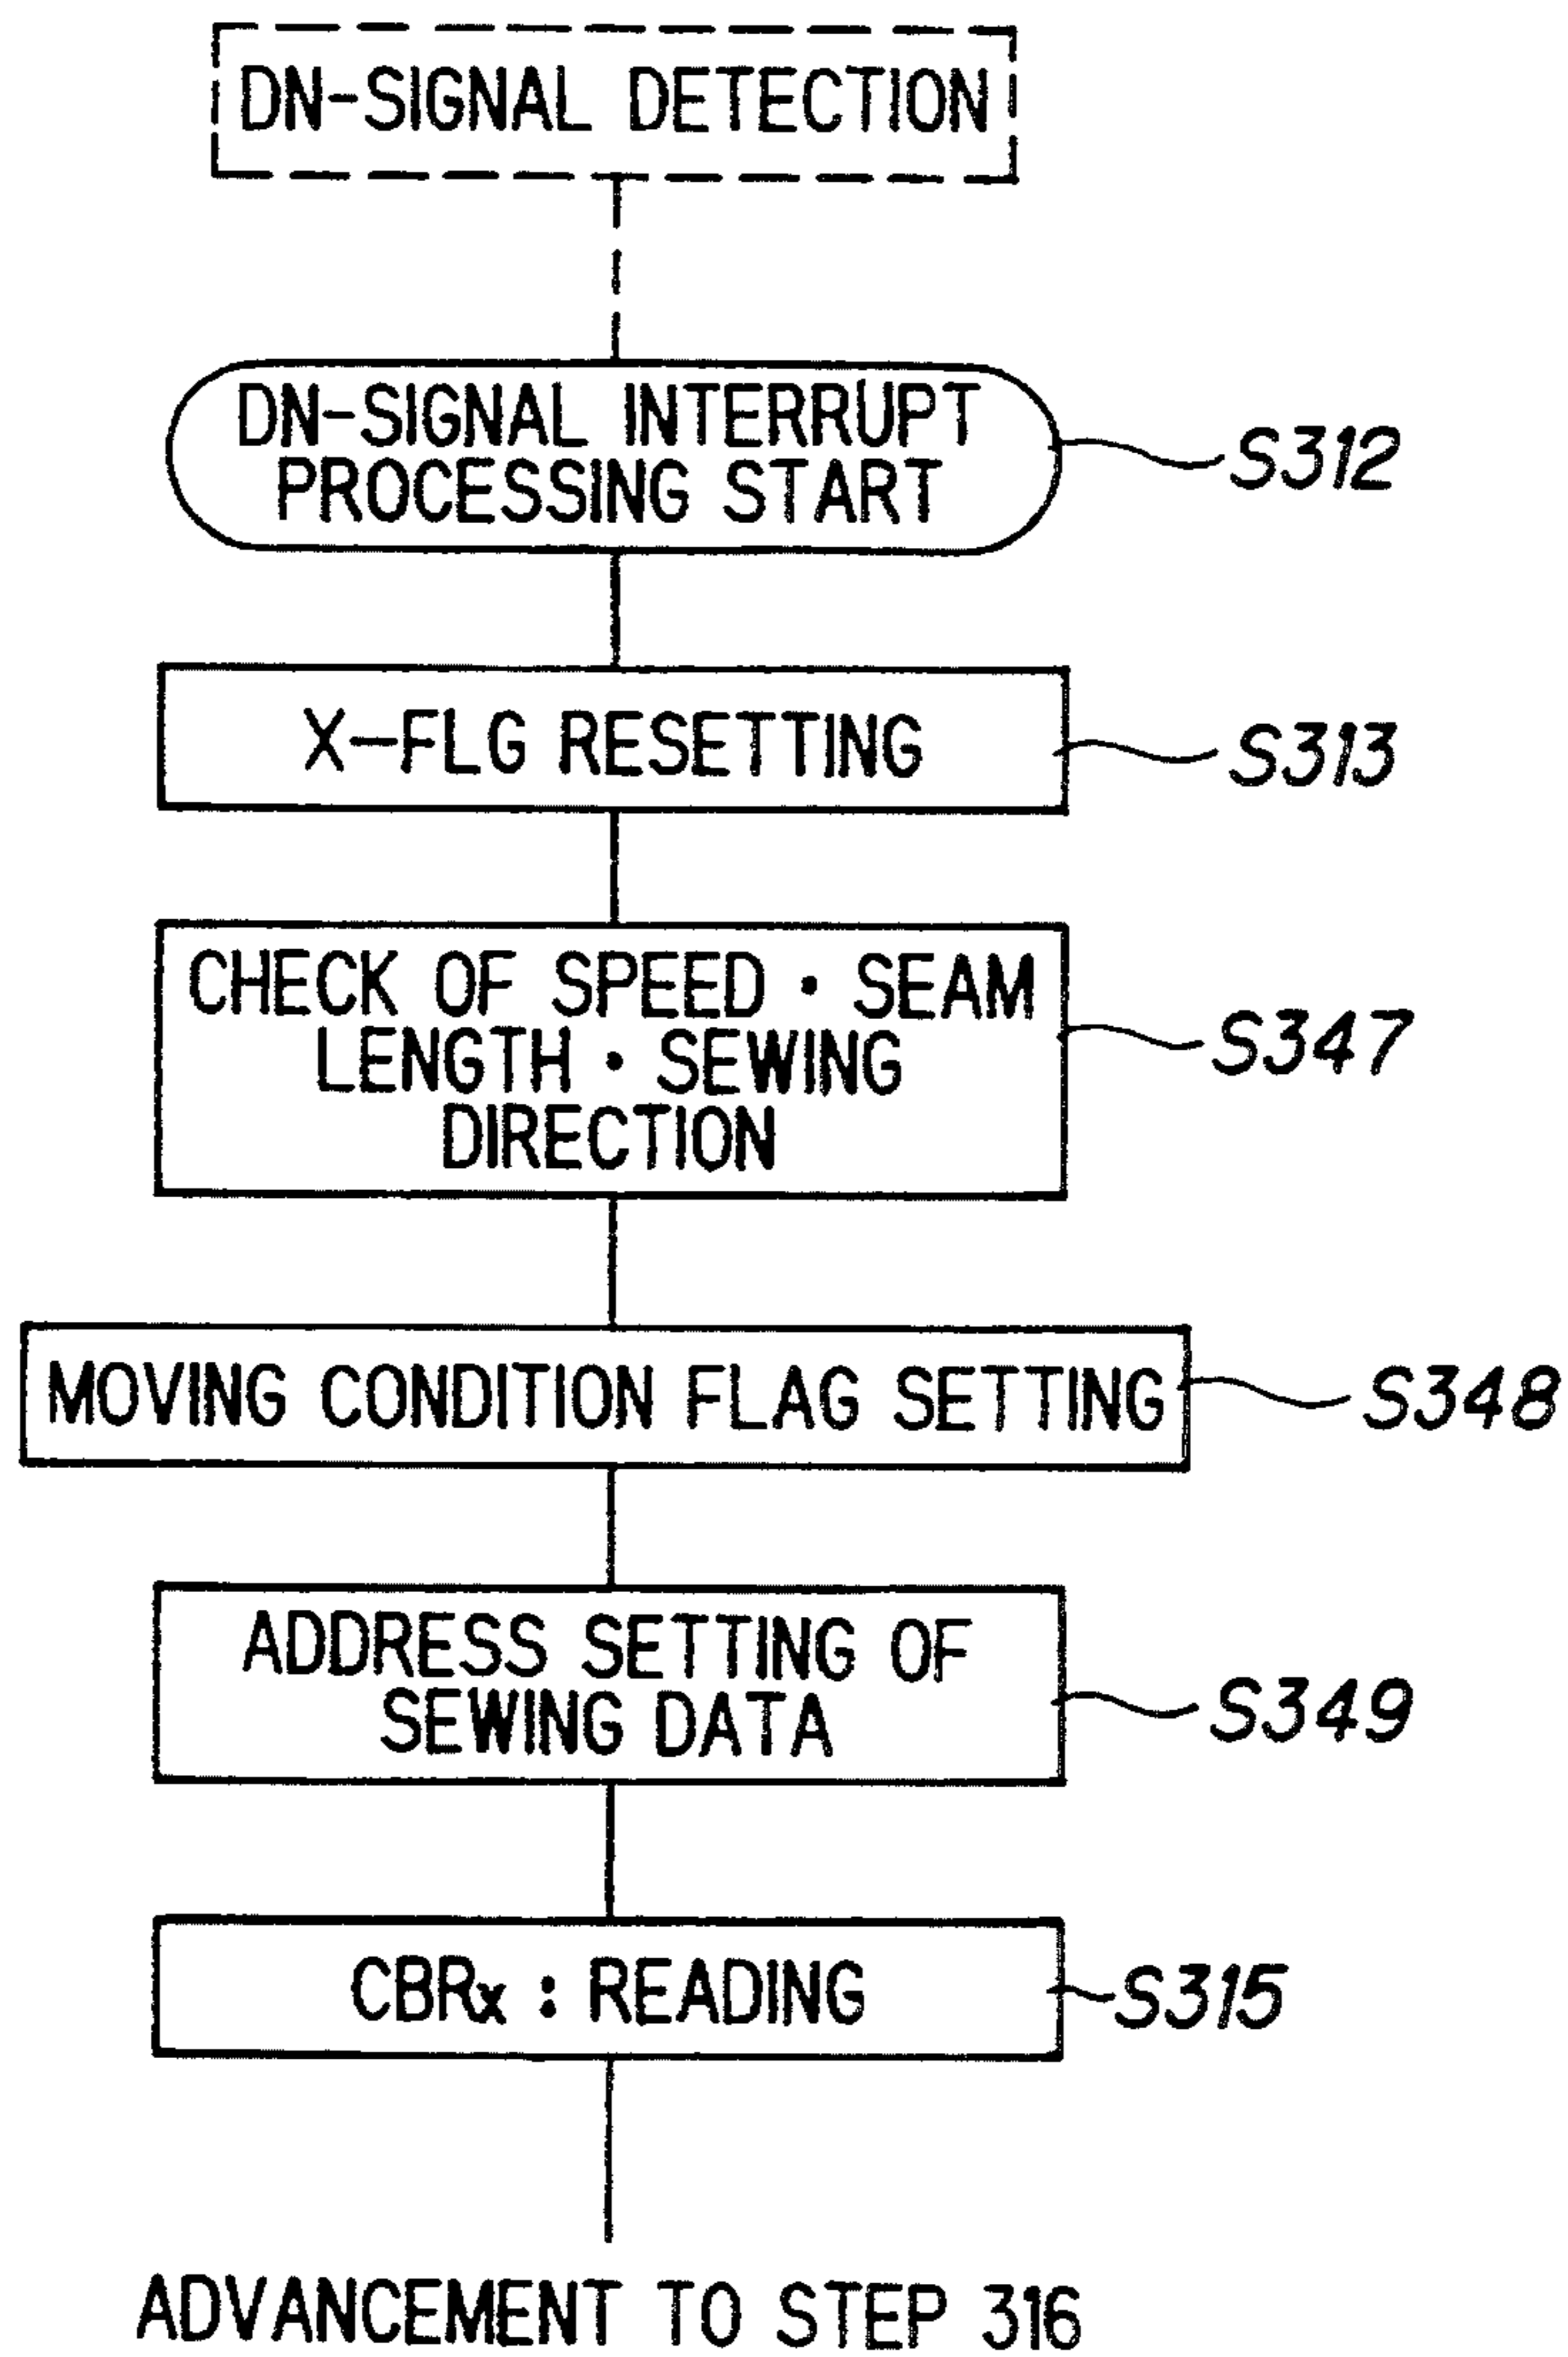 DN-SIGNAL DETECTION
DN-SIGNAL INTERRUPT
PROCESSING START
S312
X-FLG RESETTING
S313
CHECK OF SPEED · SEAM
LENGTH · SEWING
DIRECTION
S347
MOVING CONDITION FLAG SETTING
S348
ADDRESS SETTING OF
SEWING DATA
S349
CBRx : READING
S315
ADVANCEMENT TO STEP 316